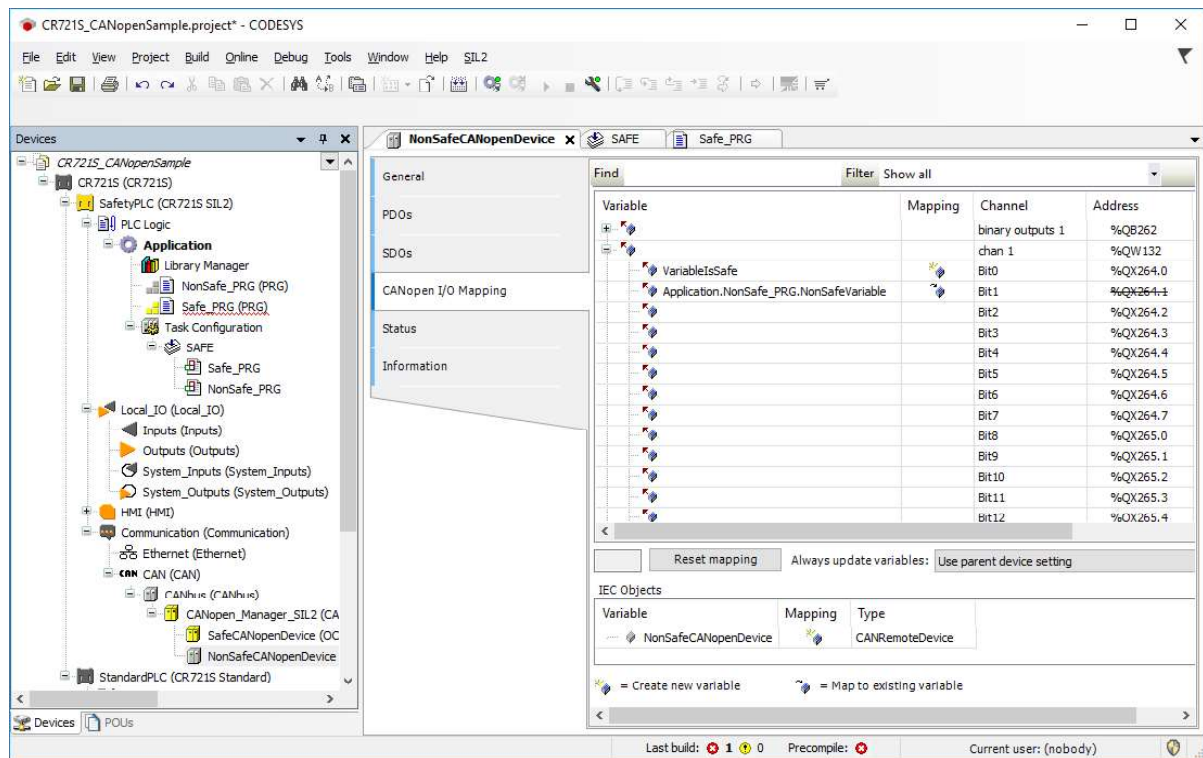 CR721S_CANopenSample.project* - CODESYS
File Edit View Project Build Online Debug Tools Window Help SIL2
Devices
CR721S_CANopenSample
CR721S (CR721S)
SafetyPLC (CR721S SIL2)
PLC Logic
Application
Library Manager
NonSafe_PRG (PRG)
Safe_PRG (PRG)
Task Configuration
SAFE
Safe_PRG
NonSafe_PRG
Local_IO (Local_IO)
Inputs (Inputs)
Outputs (Outputs)
System_Inputs (System_Inputs)
System_Outputs (System_Outputs)
HMI (HMI)
Communication (Communication)
Ethernet (Ethernet)
CAN CAN (CAN)
CANbus (CANbus)
CANopen_Manager_SIL2 (CA
SafeCANopenDevice (OC
NonSafeCANopenDevice
StandardPLC (CR721S Standard)
Devices POUs
NonSafeCANopenDevice SAFE Safe_PRG
General
PDOs
SDOs
CANopen I/O Mapping
Status
Information
Find Filter Show all
Variable Mapping Channel Address
binary outputs 1 %QB262
chan 1 %QW132
VariableIsSafe Bit0 %QX264.0
Application.NonSafe_PRG.NonSafeVariable Bit1 %QX264.1
Bit2 %QX264.2
Bit3 %QX264.3
Bit4 %QX264.4
Bit5 %QX264.5
Bit6 %QX264.6
Bit7 %QX264.7
Bit8 %QX265.0
Bit9 %QX265.1
Bit10 %QX265.2
Bit11 %QX265.3
Bit12 %QX265.4
Reset mapping Always update variables: Use parent device setting
IEC Objects
Variable Mapping Type
NonSafeCANopenDevice CANRemoteDevice
= Create new variable = Map to existing variable
Last build: 1 0 Precompile: Current user: (nobody)